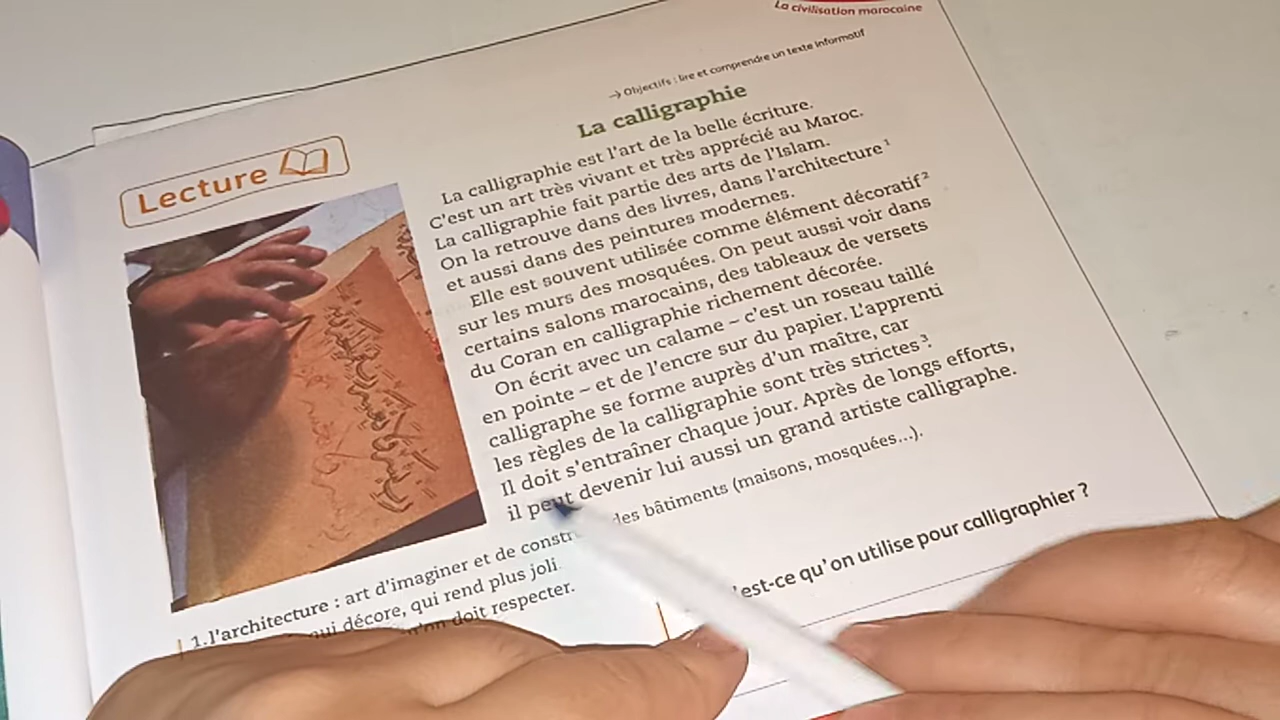 La civilisation marocaine
→ Objectifs : lire et comprendre un texte informatif
La calligraphie
Lecture
La calligraphie est l'art de la belle écriture.
C'est un art très vivant et très apprécié au Maroc.
La calligraphie fait partie des arts de l'Islam.
On la retrouve dans des livres, dans l'architecture¹
et aussi dans des peintures modernes.
Elle est souvent utilisée comme élément décoratif²
sur les murs des mosquées. On peut aussi voir dans
certains salons marocains, des tableaux de versets
du Coran en calligraphie richement décorée.
On écrit avec un calame – c'est un roseau taillé
en pointe – et de l'encre sur du papier. L'apprenti
calligraphe se forme auprès d'un maître, car
les règles de la calligraphie sont très strictes³.
Il doit s'entraîner chaque jour. Après de longs efforts,
il peut devenir lui aussi un grand artiste calligraphe.
1. l'architecture : art d'imaginer et de des bâtiments (maisons, mosquées...).
qui décore, qui rend plus joli.
doit respecter.
qu'on utilise pour calligraphier ?